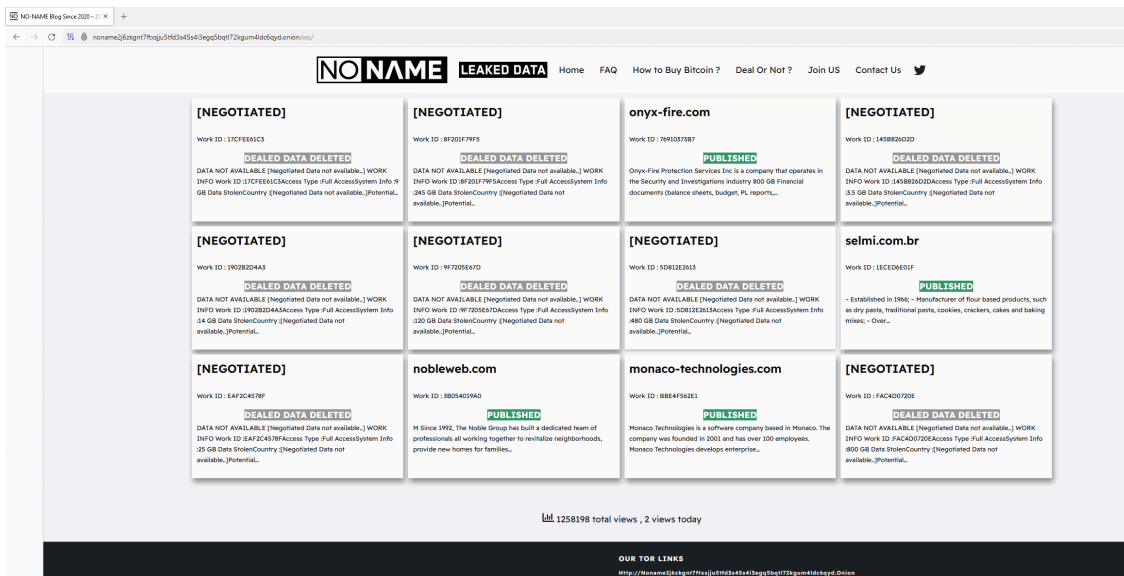 NO NO-NAME Blog Since 2020 – 20
noname2j6zkgnt7ftxsjju5tfd3s45s4i3egq5bqtl72kgum4ldc6qyd.onion/wp/
NO NAME LEAKED DATA Home FAQ How to Buy Bitcoin ? Deal Or Not ? Join US Contact Us
[NEGOTIATED]
Work ID : 17CFEE61C3
DEALED DATA DELETED
DATA NOT AVAILABLE [Negotiated Data not available..] WORK
INFO Work ID :17CFEE61C3Access Type :Full AccessSystem Info :9
GB Data StolenCountry :[Negotiated Data not available..]Potential...
[NEGOTIATED]
Work ID : 8F201F79F5
DEALED DATA DELETED
DATA NOT AVAILABLE [Negotiated Data not available..] WORK
INFO Work ID :8F201F79F5Access Type :Full AccessSystem Info
:245 GB Data StolenCountry :[Negotiated Data not
available..]Potential...
onyx-fire.com
Work ID : 76910373B7
PUBLISHED
Onyx-Fire Protection Services Inc is a company that operates in
the Security and Investigations industry 800 GB Financial
documents (balance sheets, budget, PL reports,...
[NEGOTIATED]
Work ID : 145B826D2D
DEALED DATA DELETED
DATA NOT AVAILABLE [Negotiated Data not available..] WORK
INFO Work ID :145B826D2DAccess Type :Full AccessSystem Info
:3.5 GB Data StolenCountry :[Negotiated Data not
available..]Potential...
[NEGOTIATED]
Work ID : 1902B2D4A3
DEALED DATA DELETED
DATA NOT AVAILABLE [Negotiated Data not available..] WORK
INFO Work ID :1902B2D4A3Access Type :Full AccessSystem Info
:14 GB Data StolenCountry :[Negotiated Data not
available..]Potential...
[NEGOTIATED]
Work ID : 9F7205E67D
DEALED DATA DELETED
DATA NOT AVAILABLE [Negotiated Data not available..] WORK
INFO Work ID :9F7205E67DAccess Type :Full AccessSystem Info
:120 GB Data StolenCountry :[Negotiated Data not
available..]Potential...
[NEGOTIATED]
Work ID : 5D812E2613
DEALED DATA DELETED
DATA NOT AVAILABLE [Negotiated Data not available..] WORK
INFO Work ID :5D812E2613Access Type :Full AccessSystem Info
:480 GB Data StolenCountry :[Negotiated Data not
available..]Potential...
selmi.com.br
Work ID : 1ECED6E01F
PUBLISHED
– Established in 1966; – Manufacturer of flour based products, such
as dry pasta, traditional pasta, cookies, crackers, cakes and baking
mixes; – Over...
[NEGOTIATED]
Work ID : EAF2C4578F
DEALED DATA DELETED
DATA NOT AVAILABLE [Negotiated Data not available..] WORK
INFO Work ID :EAF2C4578FAccess Type :Full AccessSystem Info
:25 GB Data StolenCountry :[Negotiated Data not
available..]Potential...
nobleweb.com
Work ID : 3B054019A0
PUBLISHED
M Since 1992, The Noble Group has built a dedicated team of
professionals all working together to revitalize neighborhoods,
provide new homes for families...
monaco-technologies.com
Work ID : BBE4F562E1
PUBLISHED
Monaco Technologies is a software company based in Monaco. The
company was founded in 2001 and has over 100 employees.
Monaco Technologies develops enterprise...
[NEGOTIATED]
Work ID : FAC4D0720E
DEALED DATA DELETED
DATA NOT AVAILABLE [Negotiated Data not available..] WORK
INFO Work ID :FAC4D0720EAccess Type :Full AccessSystem Info
:800 GB Data StolenCountry :[Negotiated Data not
available..]Potential...
1258198 total views , 2 views today
OUR TOR LINKS
Http://Noname2j6zkgnt7ftxsjju5tfd3s45s4i3egq5bqtl72kgum4ldc6qyd.Onion